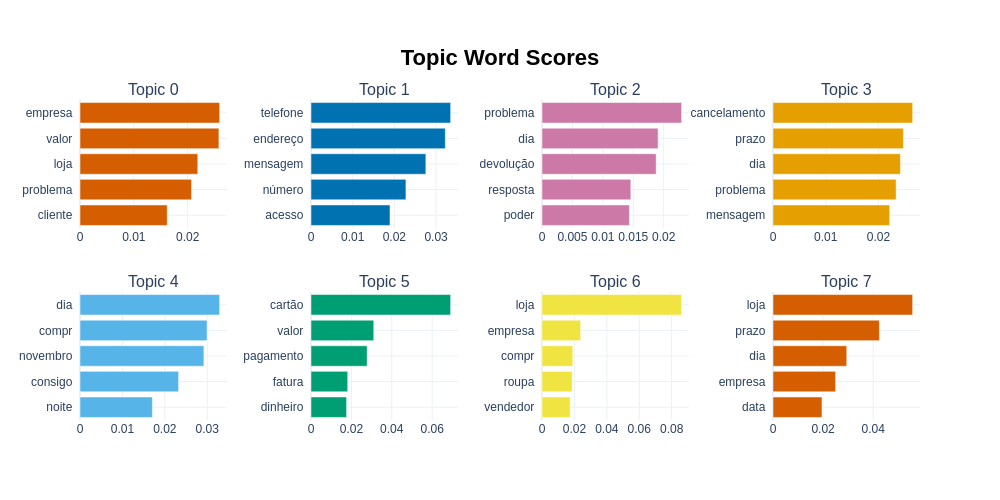 Topic Word Scores
Topic 0
empresa
valor
loja
problema
cliente
0 0.01 0.02
Topic 1
telefone
endereço
mensagem
número
acesso
0 0.01 0.02 0.03
Topic 2
problema
dia
devolução
resposta
poder
0 0.005 0.01 0.015 0.02
Topic 3
cancelamento
prazo
dia
problema
mensagem
0 0.01 0.02
Topic 4
dia
compr
novembro
consigo
noite
0 0.01 0.02 0.03
Topic 5
cartão
valor
pagamento
fatura
dinheiro
0 0.02 0.04 0.06
Topic 6
loja
empresa
compr
roupa
vendedor
0 0.02 0.04 0.06 0.08
Topic 7
loja
prazo
dia
empresa
data
0 0.02 0.04